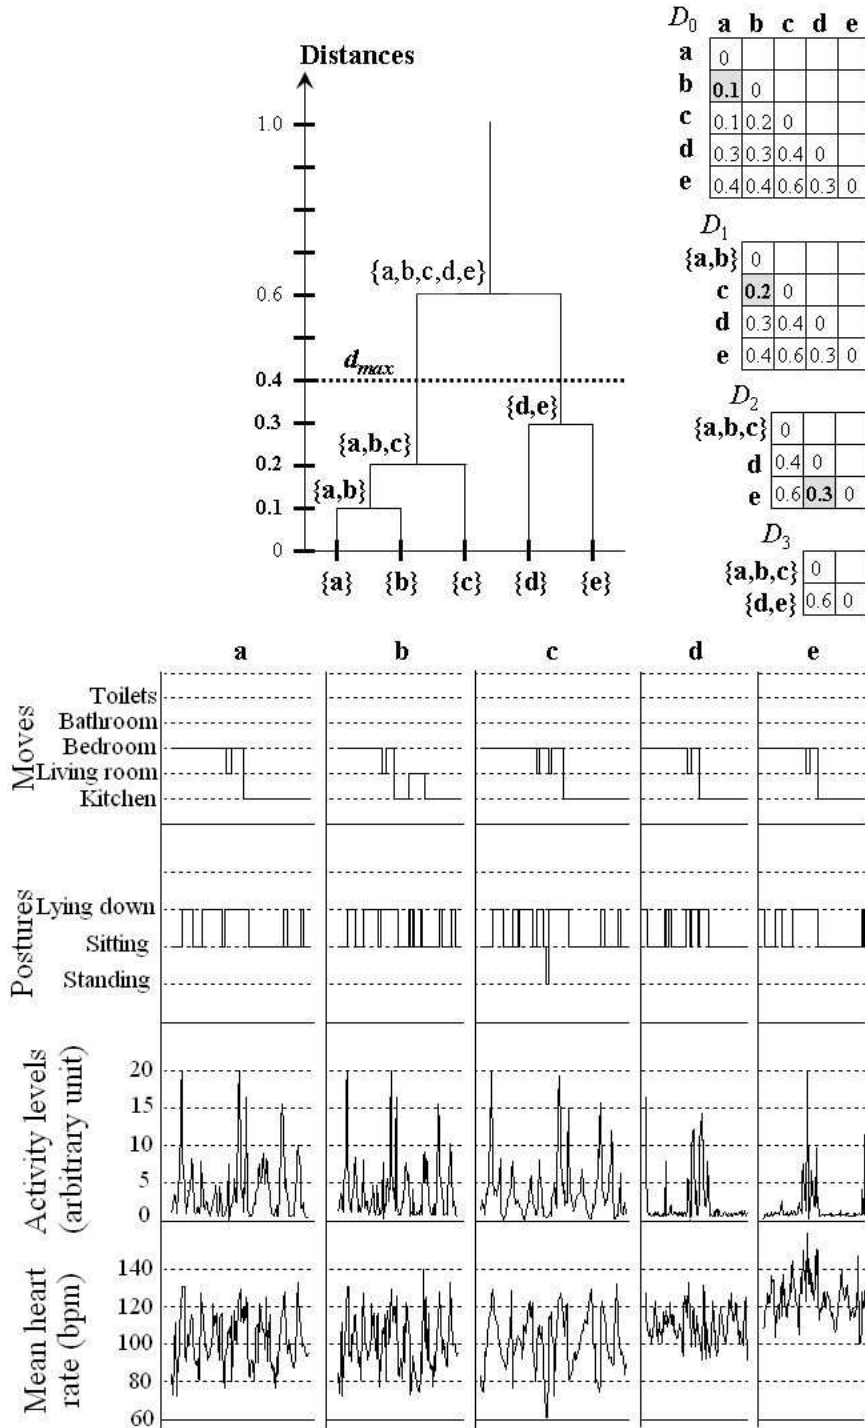 Distances
1.0
{a,b,c,d,e}
0.6
d_max
0.4
{d,e}
0.3
{a,b,c}
0.2
{a,b}
0.1
0
{a} {b} {c} {d} {e}
D0 a b c d e
a 0
b 0.1 0
c 0.1 0.2 0
d 0.3 0.3 0.4 0
e 0.4 0.4 0.6 0.3 0
D1
{a,b} 0
c 0.2 0
d 0.3 0.4 0
e 0.4 0.6 0.3 0
D2
{a,b,c} 0
d 0.4 0
e 0.6 0.3 0
D3
{a,b,c} 0
{d,e} 0.6 0
a b c d e
Moves
Toilets
Bathroom
Bedroom
Living room
Kitchen
Postures
Lying down
Sitting
Standing
Activity levels
(arbitrary unit)
20
15
10
5
0
Mean heart
rate (bpm)
140
120
100
80
60